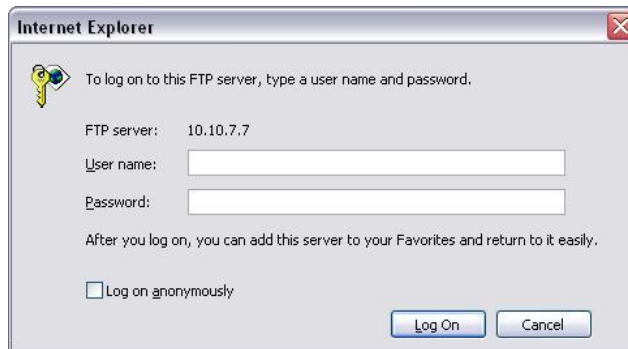 Internet Explorer
To log on to this FTP server, type a user name and password.
FTP server: 10.10.7.7
User name:
Password:
After you log on, you can add this server to your Favorites and return to it easily.
Log on anonymously
Log On Cancel